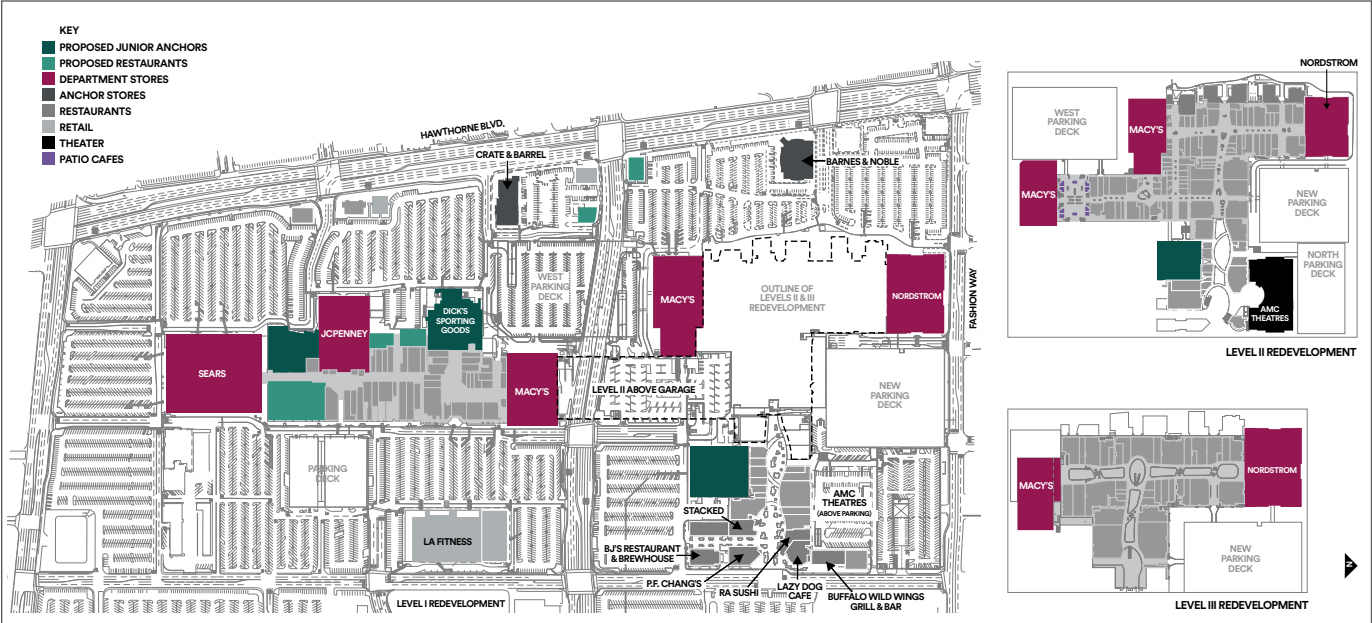 KEY
PROPOSED JUNIOR ANCHORS
PROPOSED RESTAURANTS
DEPARTMENT STORES
ANCHOR STORES
RESTAURANTS
RETAIL
THEATER
PATIO CAFES
HAWTHORNE BLVD.
CRATE & BARREL
BARNES & NOBLE
WEST
PARKING
DECK
MACY'S
OUTLINE OF
LEVELS II & III
REDEVELOPMENT
NORDSTROM
FASHION WAY
DICK'S
SPORTING
GOODS
JCPENNEY
SEARS
MACY'S
LEVEL II ABOVE GARAGE
NEW
PARKING
DECK
PARKING
DECK
LA FITNESS
STACKED
AMC
THEATRES
(ABOVE PARKING)
BJ'S RESTAURANT
& BREWHOUSE
P.F. CHANG'S
RA SUSHI
LAZY DOG
CAFE
BUFFALO WILD WINGS
GRILL & BAR
LEVEL I REDEVELOPMENT
NORDSTROM
WEST
PARKING
DECK
MACY'S
MACY'S
NEW
PARKING
DECK
NORTH
PARKING
DECK
AMC
THEATRES
LEVEL II REDEVELOPMENT
MACY'S
NORDSTROM
NEW
PARKING
DECK
N
LEVEL III REDEVELOPMENT